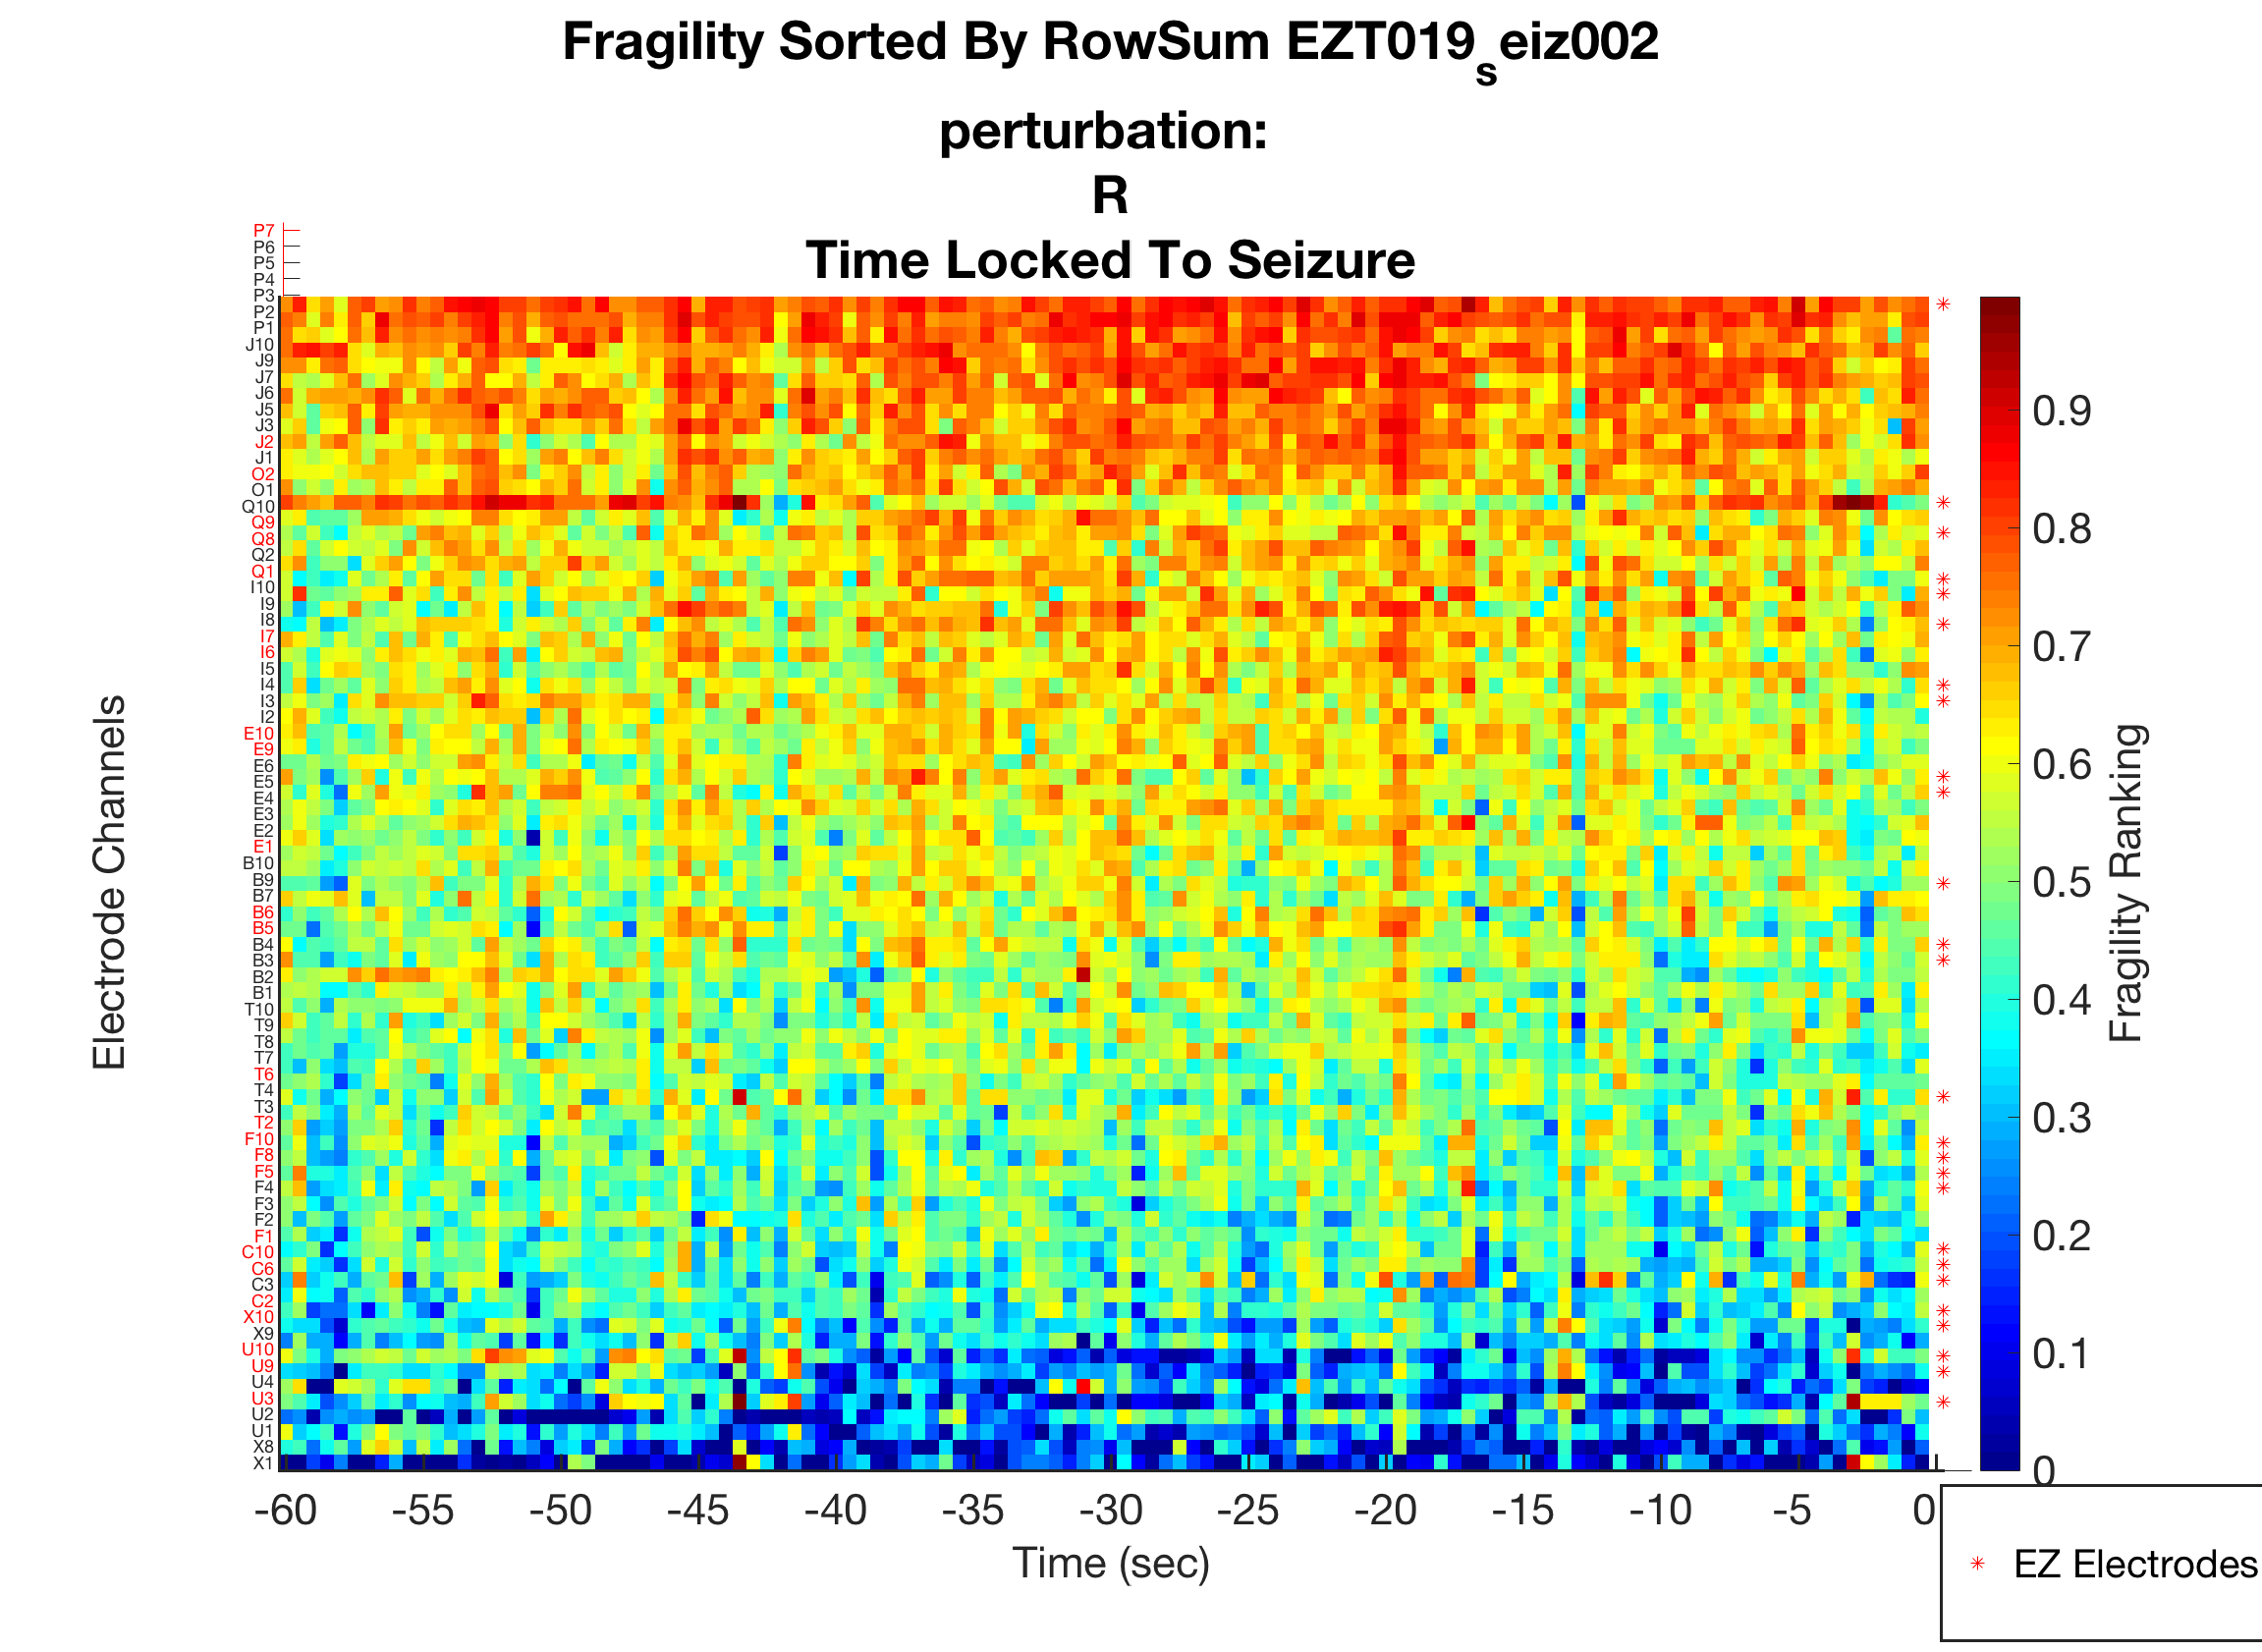 Fragility Sorted By RowSum EZT019seiz002
perturbation:
R
Time Locked To Seizure
P7
P6
P5
P4
P3
P2
P1
J10
J9
J7
J6
J5
J3
J2
J1
O2
O1
Q10
Q9
Q8
Q2
Q1
I10
I9
I8
I7
I6
I5
I4
I3
I2
E10
E9
E6
E5
E4
E3
E2
E1
B10
B9
B7
B6
B5
B4
B3
B2
B1
T10
T9
T8
T7
T6
T4
T3
T2
F10
F8
F5
F4
F3
F2
F1
C10
C6
C3
C2
X10
X9
U10
U9
U4
U3
U2
U1
X8
X1
Electrode Channels
-60 -55 -50 -45 -40 -35 -30 -25 -20 -15 -10 -5 0
Time (sec)
0.9
0.8
0.7
0.6
0.5
0.4
0.3
0.2
0.1
0
Fragility Ranking
EZ Electrodes